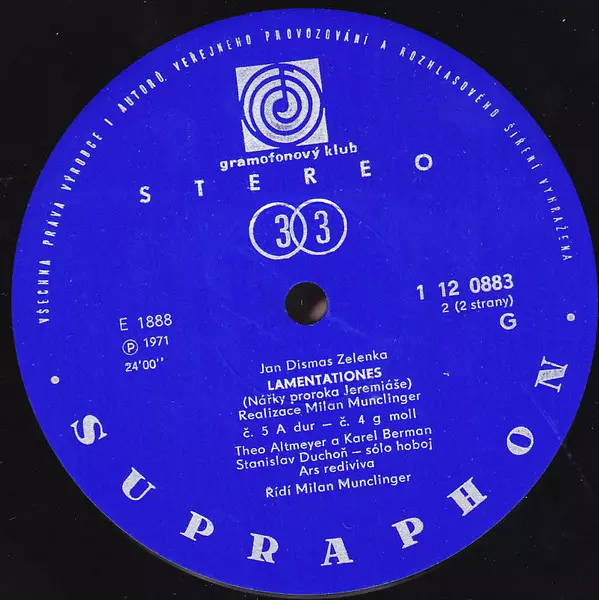 VŠECHNA PRÁVA VÝROBCE I AUTORŮ, VEŘEJNÉHO PROVOZOVÁNÍ A ROZHLASOVÉHO ŠÍŘENÍ VYHRAŽENA
gramofonový klub
STEREO
33
E 1888
Ⓟ 1971
24'00''
1 12 0883
2 (2 strany)
G
Jan Dismas Zelenka
LAMENTATIONES
(Nářky proroka Jeremiáše)
Realizace Milan Munclinger
č. 5 A dur – č. 4 g moll
Theo Altmeyer a Karel Berman
Stanislav Duchoň – sólo hoboj
Ars rediviva
Řídí Milan Munclinger
• SUPRAPHON •